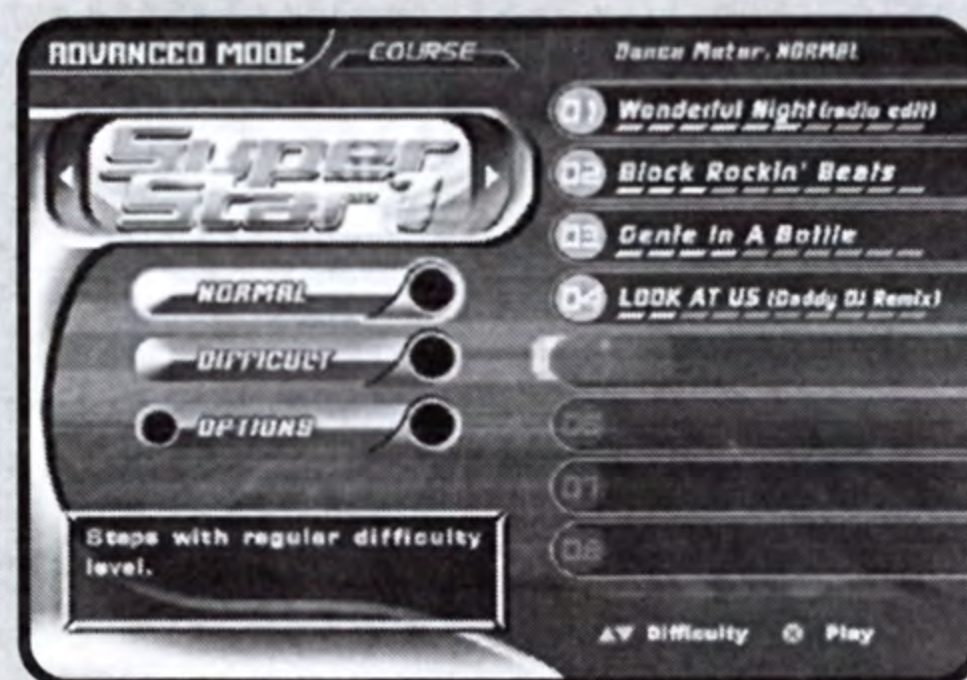 ADVANCED MODE
COURSE
Super
Star 1
NORMAL
DIFFICULT
OPTIONS
Steps with regular difficulty
level.
Dance Meter, NORMAL
01 Wonderful Night (radio edit)
02 Block Rockin' Beats
03 Genie In A Bottle
04 LOOK AT US (Daddy DJ Remix)
06
07
08
▲▼ Difficulty ⊗ Play